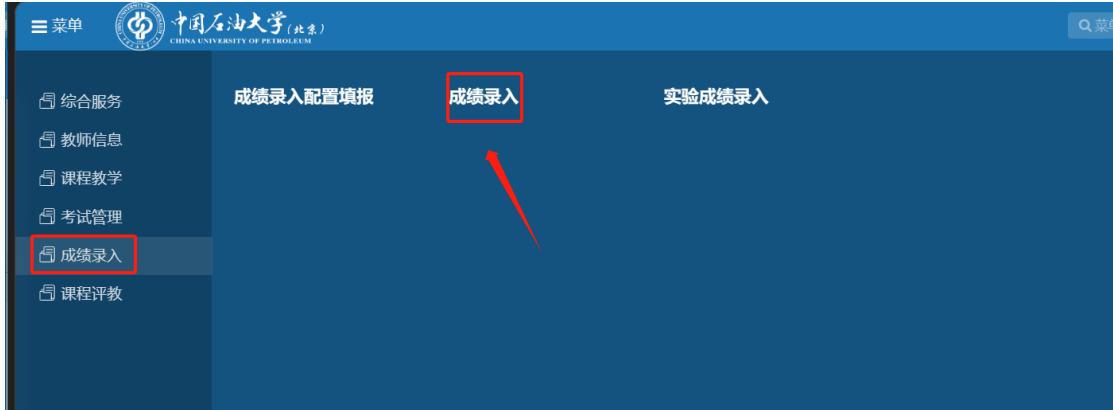 菜单
中国石油大学(北京)
CHINA UNIVERSITY OF PETROLEUM
菜单
综合服务
教师信息
课程教学
考试管理
成绩录入
课程评教
成绩录入配置填报
成绩录入
实验成绩录入